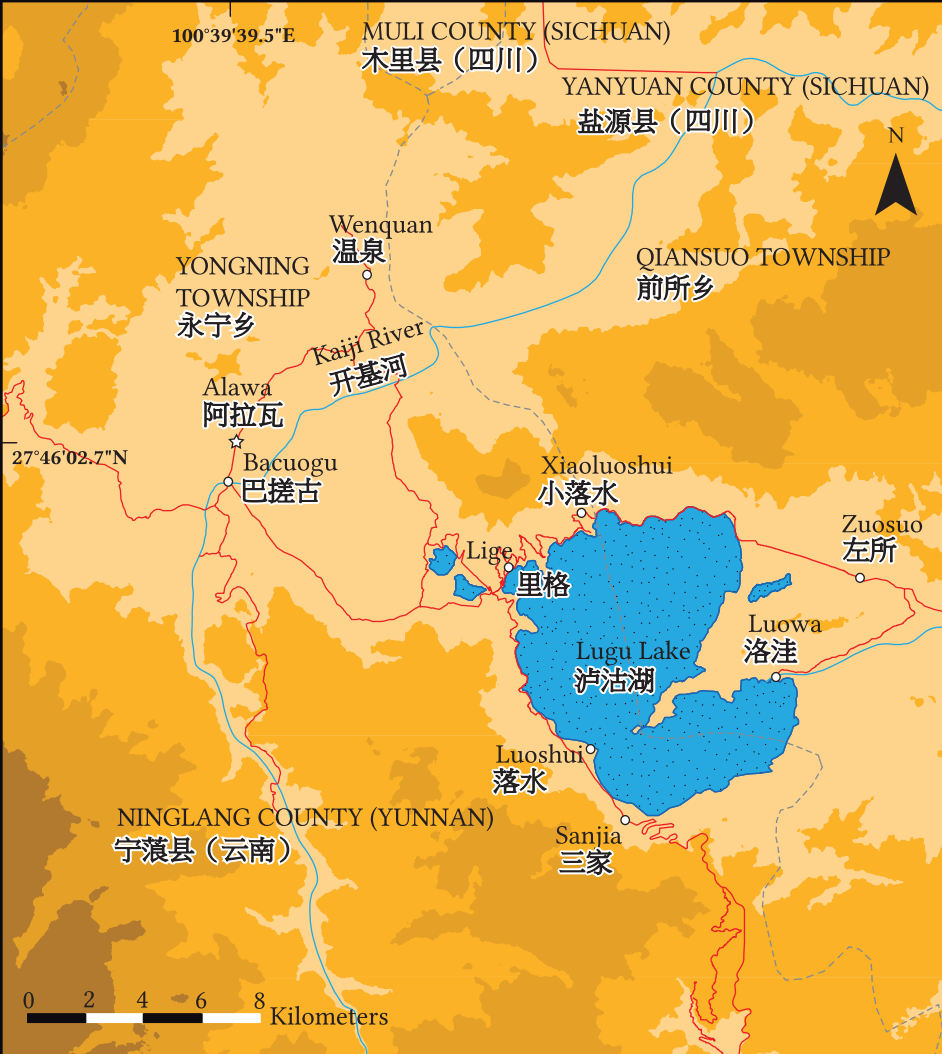 100°39'39.5"E
MULI COUNTY (SICHUAN)
木里县（四川）
YANYUAN COUNTY (SICHUAN)
盐源县（四川）
N
Wenquan
温泉
YONGNING
TOWNSHIP
永宁乡
QIANSUO TOWNSHIP
前所乡
Kaiji River
开基河
Alawa
阿拉瓦
27°46'02.7"N
Bacuogu
巴搓古
Xiaoluoshui
小落水
Zuosuo
左所
Lige
里格
Luowa
洛洼
Lugu Lake
泸沽湖
Luoshui
落水
NINGLANG COUNTY (YUNNAN)
宁蒗县（云南）
Sanjia
三家
0 2 4 6 8
Kilometers